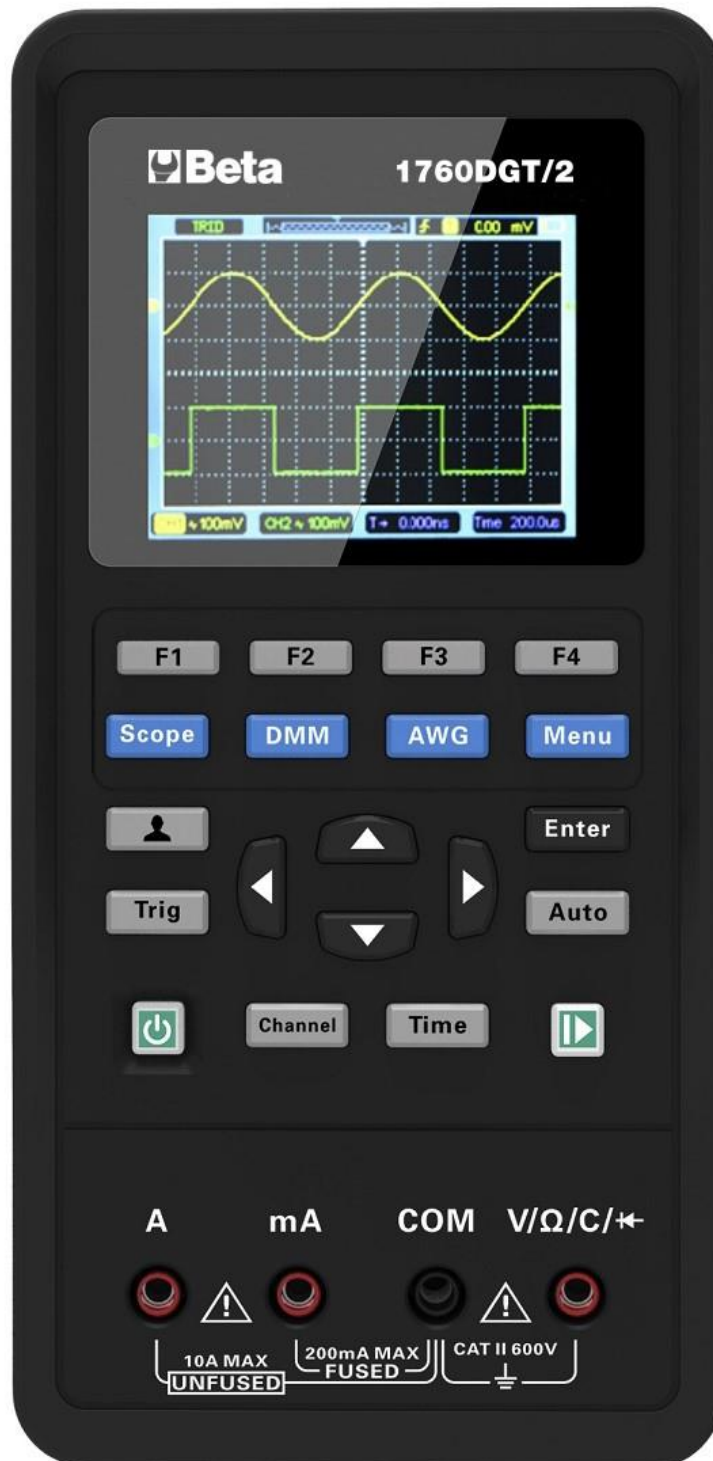 Beta 1760DGT/2
TRID 0.00 mV
CH1 100mV CH2 100mV T→ 0.000ns Time 200.0us
F1 F2 F3 F4
Scope DMM AWG Menu
Enter
Trig Auto
Channel Time
A mA COM V/Ω/C/
10A MAX 200mA MAX CAT II 600V
UNFUSED FUSED